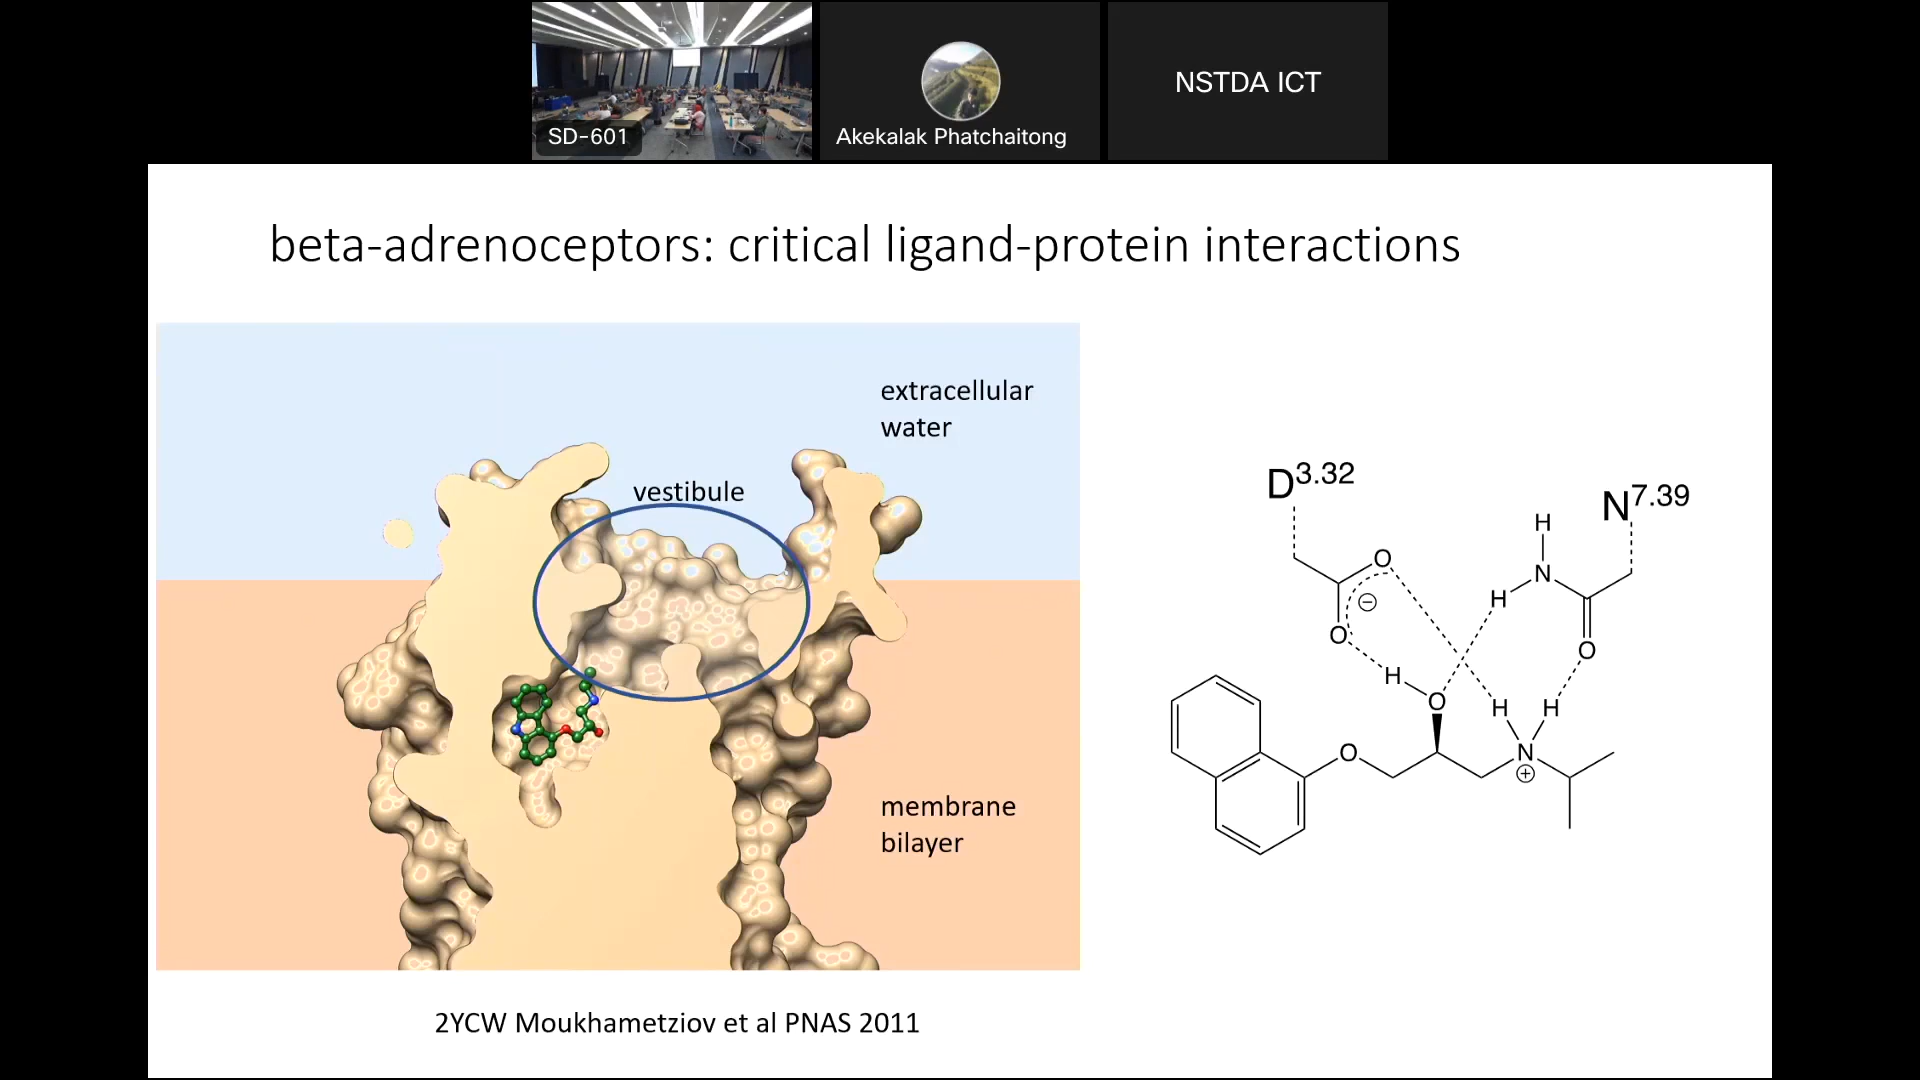 SD-601
Akekalak Phatchaitong
NSTDA ICT
beta-adrenoceptors: critical ligand-protein interactions
extracellular
water
vestibule
membrane
bilayer
2YCW Moukhametziov et al PNAS 2011
D3.32
N7.39
H
O
N
H
⊖
O
O
H
O
H
H
O
N
⊕